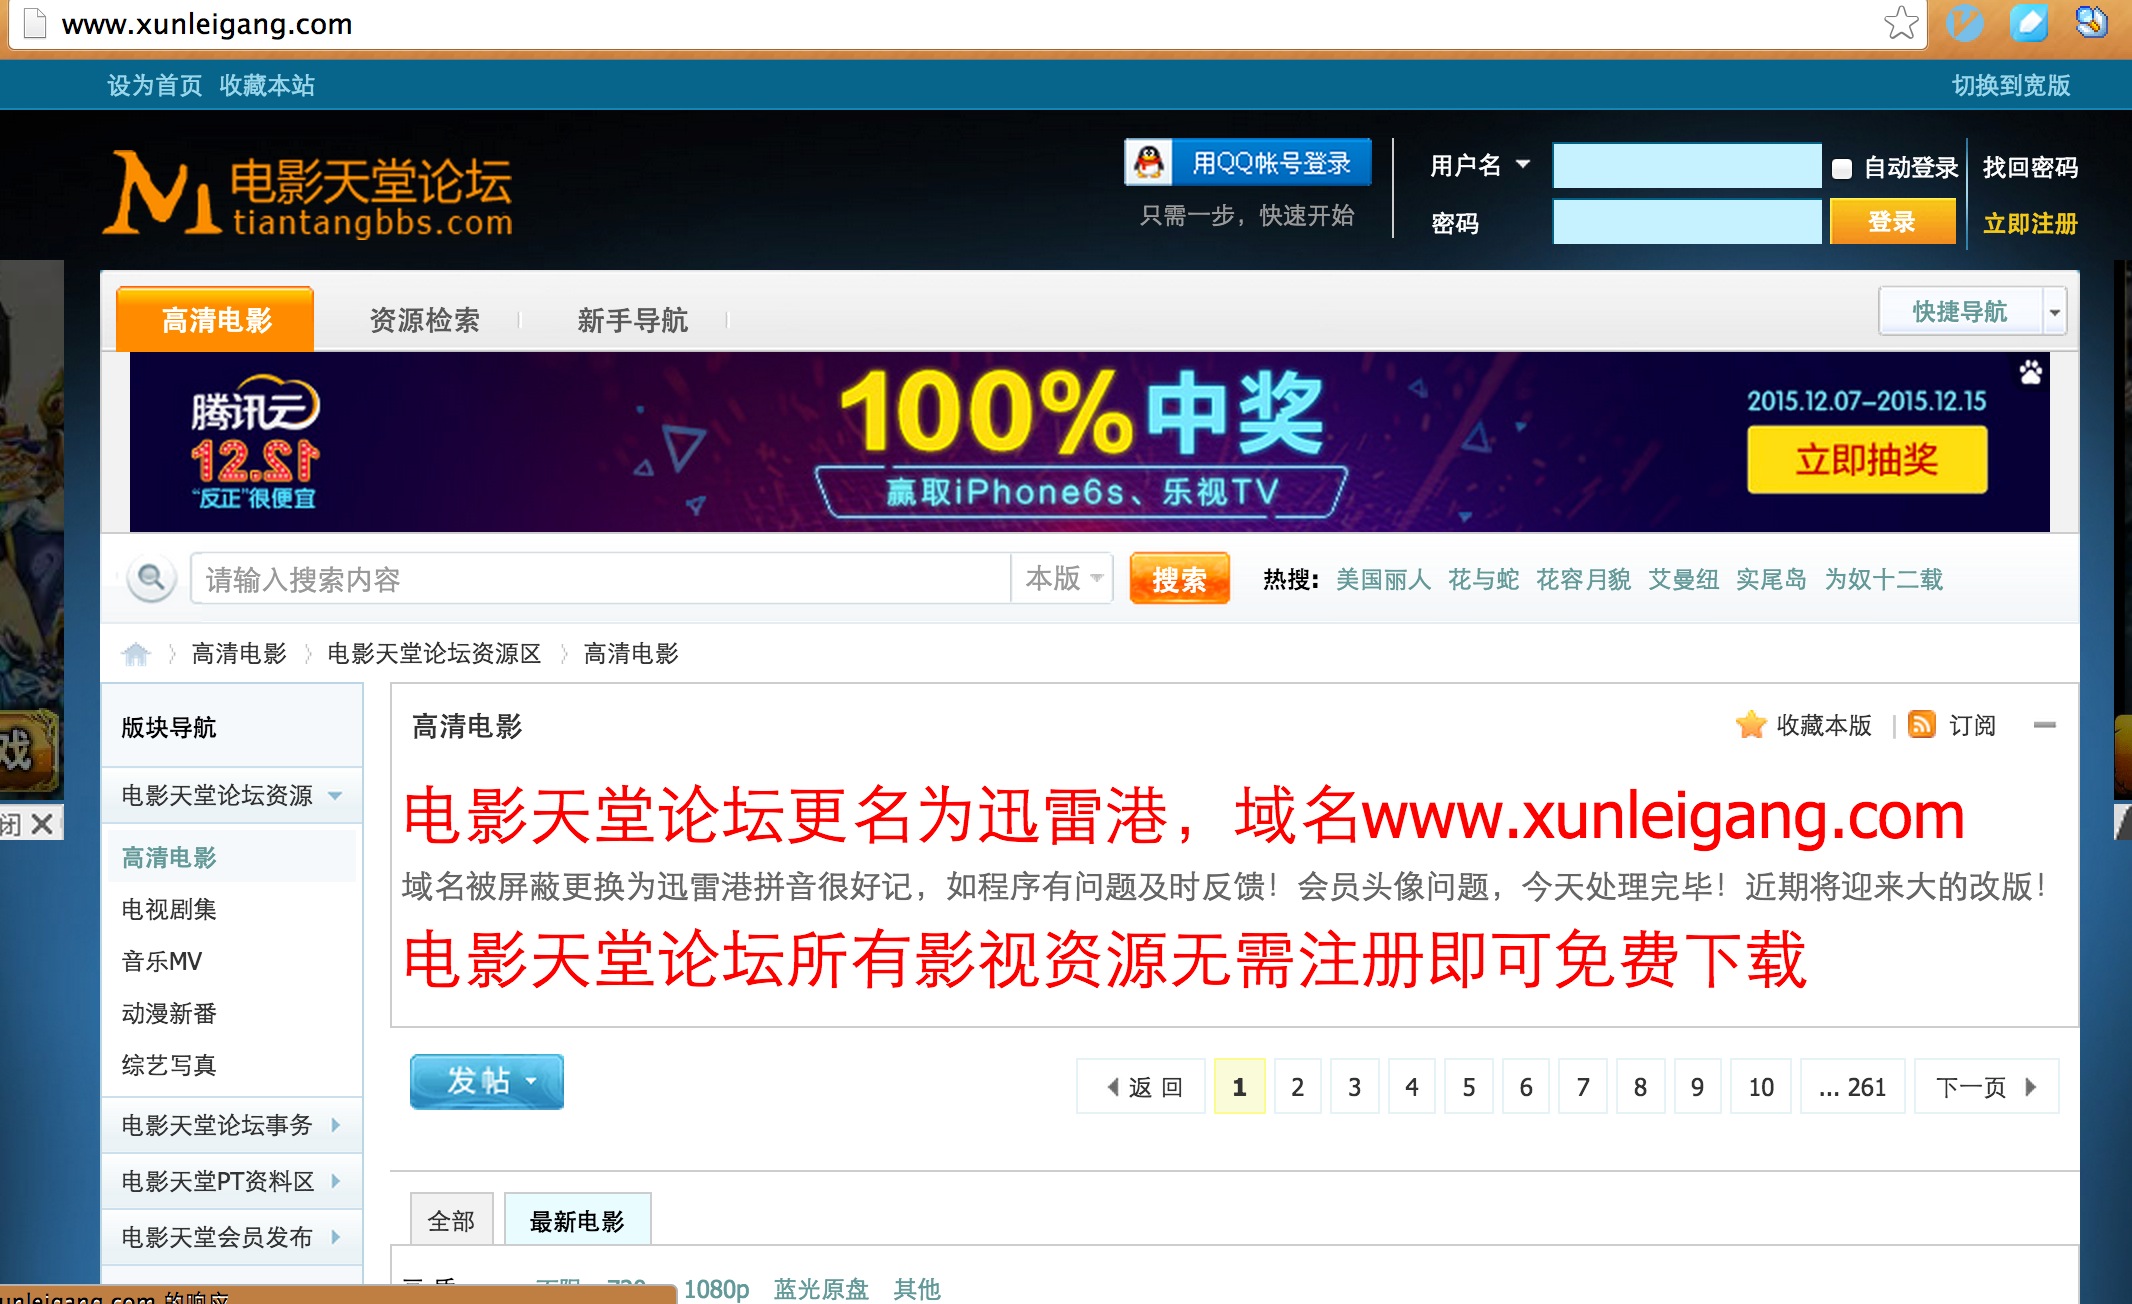 www.xunleigang.com
设为首页 收藏本站 切换到宽版
电影天堂论坛
tiantangbbs.com
用QQ帐号登录
只需一步，快速开始
用户名 自动登录 找回密码
密码 登录 立即注册
高清电影 资源检索 新手导航 快捷导航
腾讯云
12.21
“反正”很便宜
100%中奖
赢取iPhone6s、乐视TV
2015.12.07-2015.12.15
立即抽奖
请输入搜索内容 本版 搜索 热搜: 美国丽人 花与蛇 花容月貌 艾曼纽 实尾岛 为奴十二载
高清电影 电影天堂论坛资源区 高清电影
版块导航
电影天堂论坛资源
高清电影
电视剧集
音乐MV
动漫新番
综艺写真
电影天堂论坛事务
电影天堂PT资料区
电影天堂会员发布
高清电影 收藏本版 | 订阅
电影天堂论坛更名为迅雷港，域名www.xunleigang.com
域名被屏蔽更换为迅雷港拼音很好记，如程序有问题及时反馈！会员头像问题，今天处理完毕！近期将迎来大的改版！
电影天堂论坛所有影视资源无需注册即可免费下载
发帖 返 回 1 2 3 4 5 6 7 8 9 10 ... 261 下一页
全部 最新电影
1080p 蓝光原盘 其他
戏
闭 X